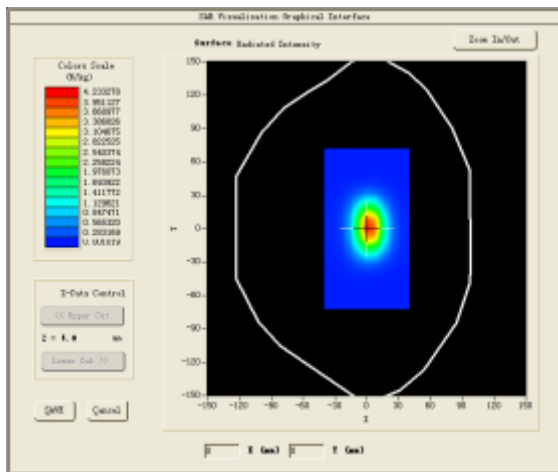 SAR Visualisation Graphical Interface
Surface Radiated Intensity
Zoom In/Out
Colors Scale
(W/kg)
4.233278
3.951127
3.668977
3.386826
3.104675
2.822525
2.540374
2.258224
1.976073
1.693922
1.411772
1.129621
0.847471
0.565320
0.283169
0.001019
150
120
90
60
30
0
-30
-60
-90
-120
-150
Y
-150 -120 -90 -60 -30 0 30 60 90 120 150
X
Z-Cuts Control
<< Upper Cut
Z = 5.0 mm
Lower Cut >>
SAVE Cancel
X (mm) Y (mm)